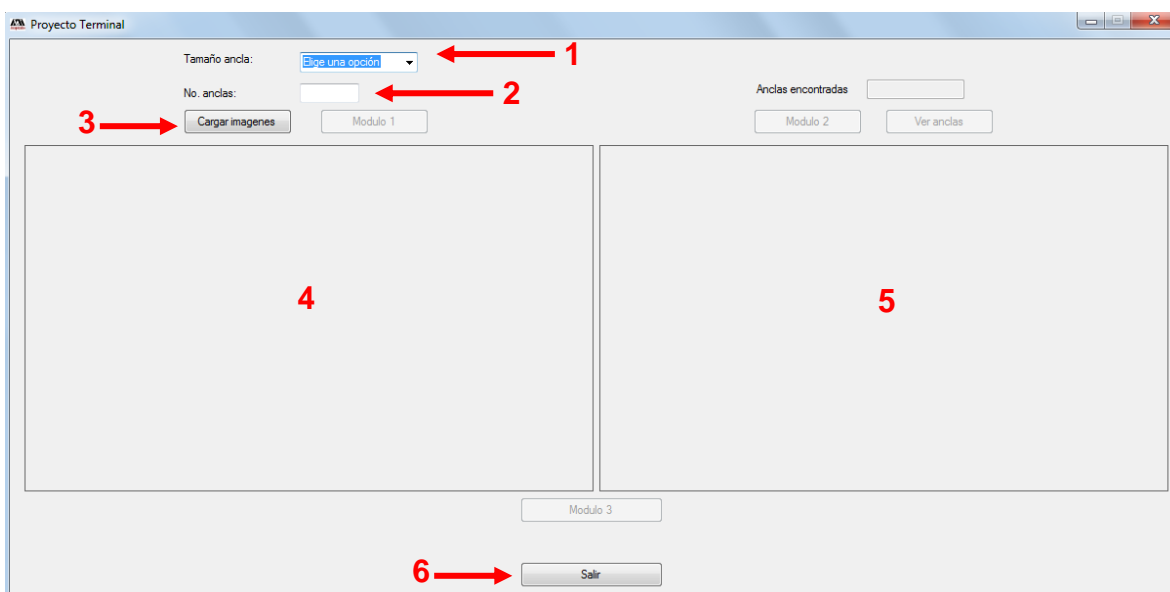 Proyecto Terminal
Tamaño ancla: Elige una opción 1
No. anclas: 2 Anclas encontradas
3 Cargar imagenes Modulo 1 Modulo 2 Ver anclas
4 5
Modulo 3
6 Salir